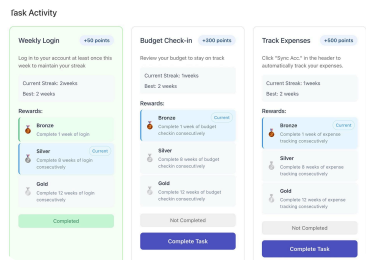 Task Activity
Weekly Login
+50 points
Log in to your account at least once this
week to maintain your streak
Current Streak: 2weeks
Best: 2 weeks
Rewards:
Bronze
Complete 1 week of login
Silver
Current
Complete 8 weeks of login
consecutively
Gold
Complete 12 weeks of login
consecutively
Completed
Budget Check-in
+300 points
Review your budget to stay on track
Current Streak: 1weeks
Best: 2 weeks
Rewards:
Bronze
Current
Complete 1 week of budget
checkin consecutively
Silver
Complete 8 weeks of budget
checkin consecutively
Gold
Complete 12 weeks of budget
checkin consecutively
Not Completed
Complete Task
Track Expenses
+500 points
Click "Sync Acc." in the header to
automatically track your expenses.
Current Streak: 1weeks
Best: 2 weeks
Rewards:
Bronze
Current
Complete 1 week of expense
tracking consecutively
Silver
Complete 8 weeks of expense
tracking consecutively
Gold
Complete 12 weeks of expense
tracking consecutively
Not Completed
Complete Task